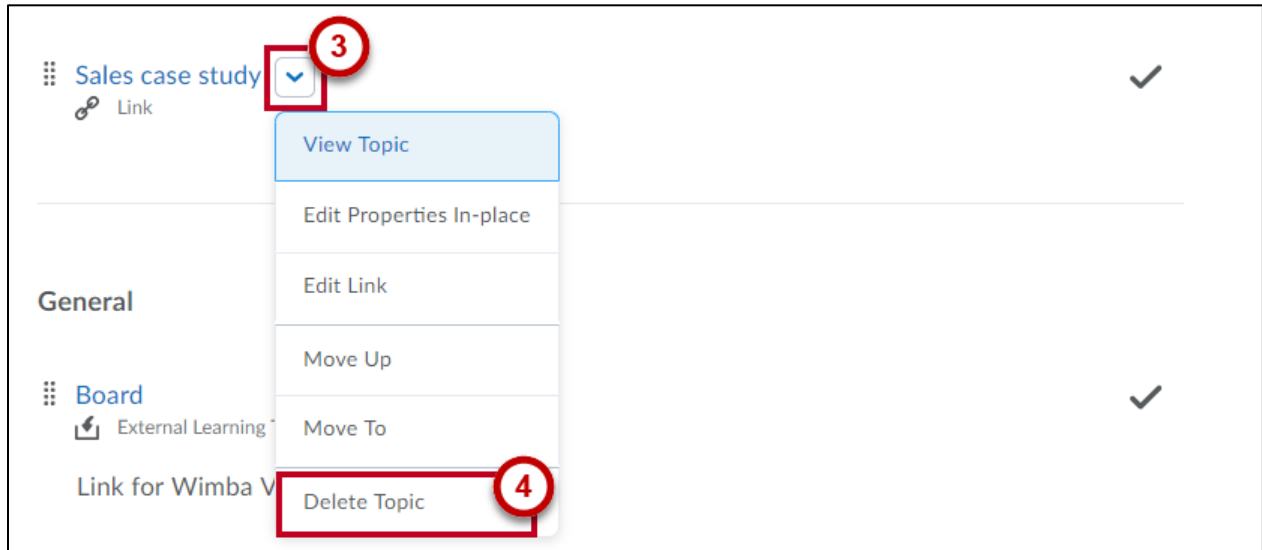 3
Sales case study
Link
View Topic
Edit Properties In-place
General
Edit Link
Move Up
Board
External Learning
Move To
Link for Wimba V
4
Delete Topic